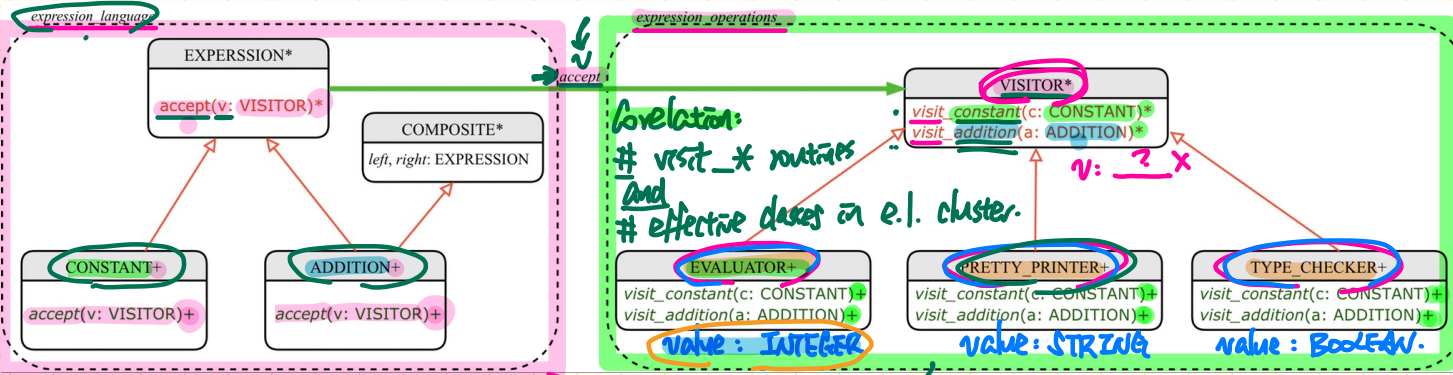 expression_language
EXPERSSION*
accept(v: VISITOR)*
COMPOSITE*
left, right: EXPRESSION
CONSTANT+
accept(v: VISITOR)+
ADDITION+
accept(v: VISITOR)+
v
accept
expression_operations
VISITOR*
visit_constant(c: CONSTANT)*
visit_addition(a: ADDITION)*
v: ? x
Corelation:
# visit_* routines
and
# effective classes in e.l. cluster.
EVALUATOR+
visit_constant(c: CONSTANT)+
visit_addition(a: ADDITION)+
value: INTEGER
PRETTY_PRINTER+
visit_constant(c: CONSTANT)+
visit_addition(a: ADDITION)+
value: STRING
TYPE_CHECKER+
visit_constant(c: CONSTANT)+
visit_addition(a: ADDITION)+
value: BOOLEAN.